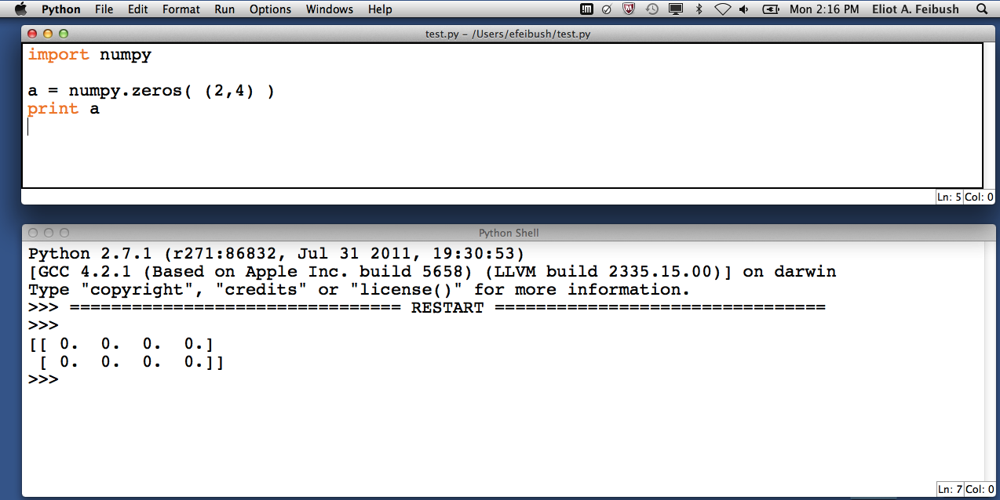 Python File Edit Format Run Options Windows Help Mon 2:16 PM Eliot A. Feibush
test.py - /Users/efeibush/test.py
import numpy
a = numpy.zeros( (2,4) )
print a
Ln: 5 Col: 0
Python Shell
Python 2.7.1 (r271:86832, Jul 31 2011, 19:30:53)
[GCC 4.2.1 (Based on Apple Inc. build 5658) (LLVM build 2335.15.00)] on darwin
Type "copyright", "credits" or "license()" for more information.
>>> ================================ RESTART ================================
>>>
[[ 0.  0.  0.  0.]
 [ 0.  0.  0.  0.]]
>>>
Ln: 7 Col: 0